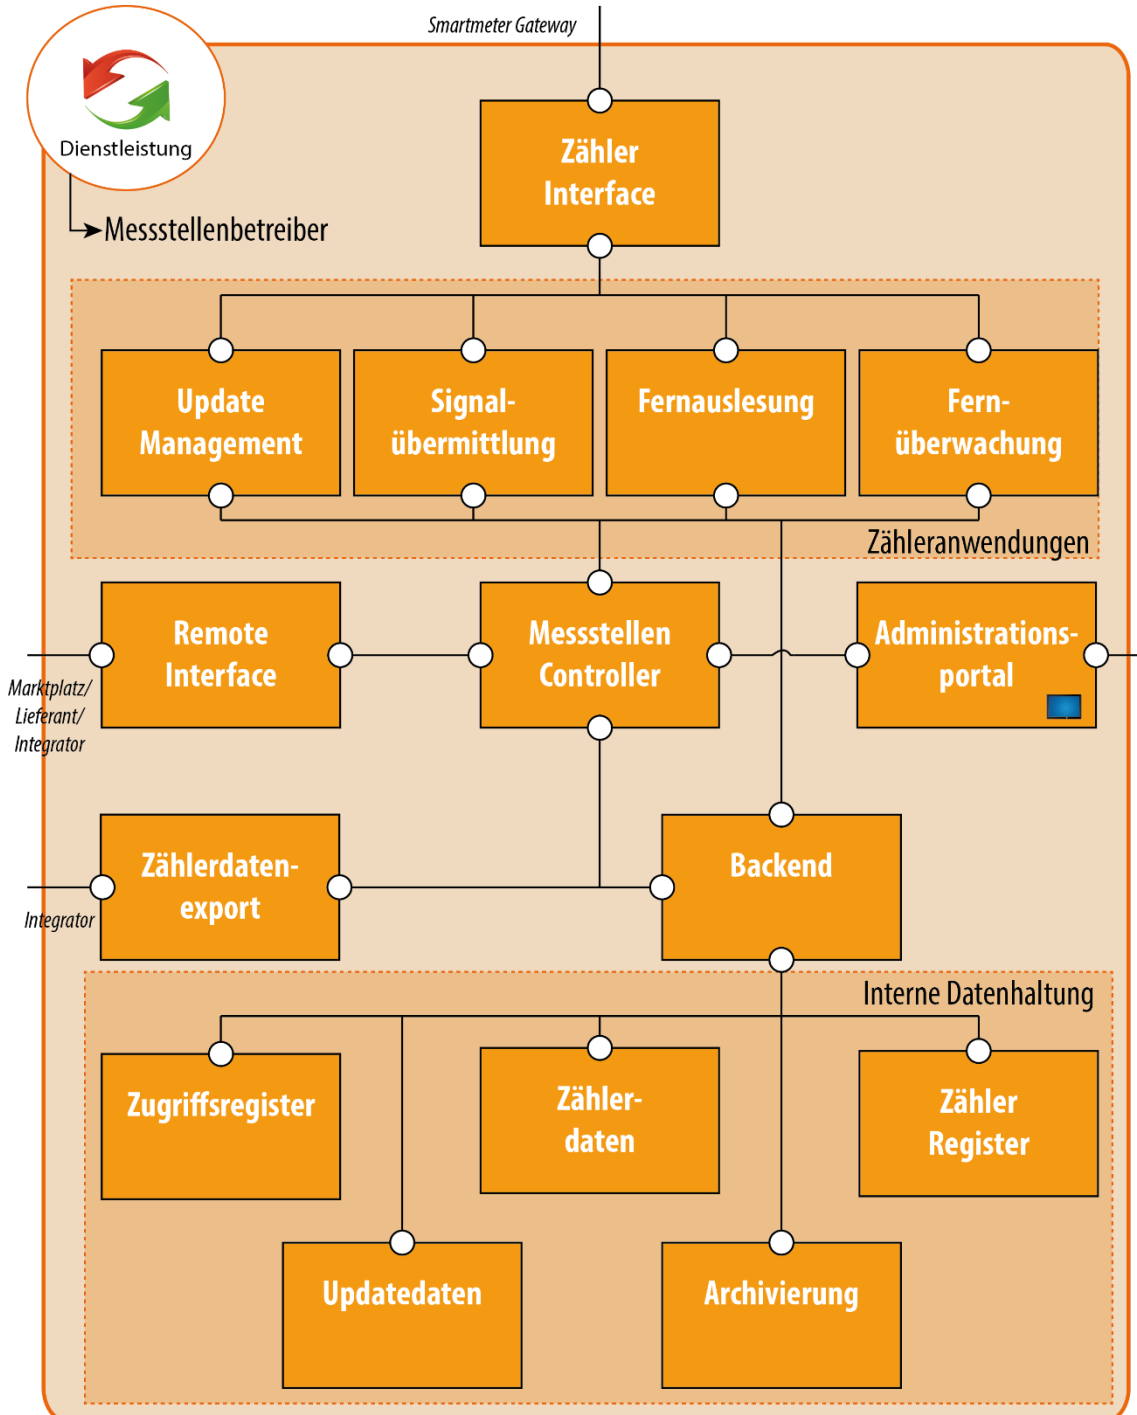 Smartmeter Gateway
Dienstleistung
Messstellenbetreiber
Zähler
Interface
Update
Management
Signal-
übermittlung
Fernauslesung
Fern-
überwachung
Zähleranwendungen
Remote
Interface
Messstellen
Controller
Administrations-
portal
Marktplatz/
Lieferant/
Integrator
Zählerdaten-
export
Backend
Integrator
Interne Datenhaltung
Zugriffsregister
Zähler-
daten
Zähler
Register
Updatedaten
Archivierung